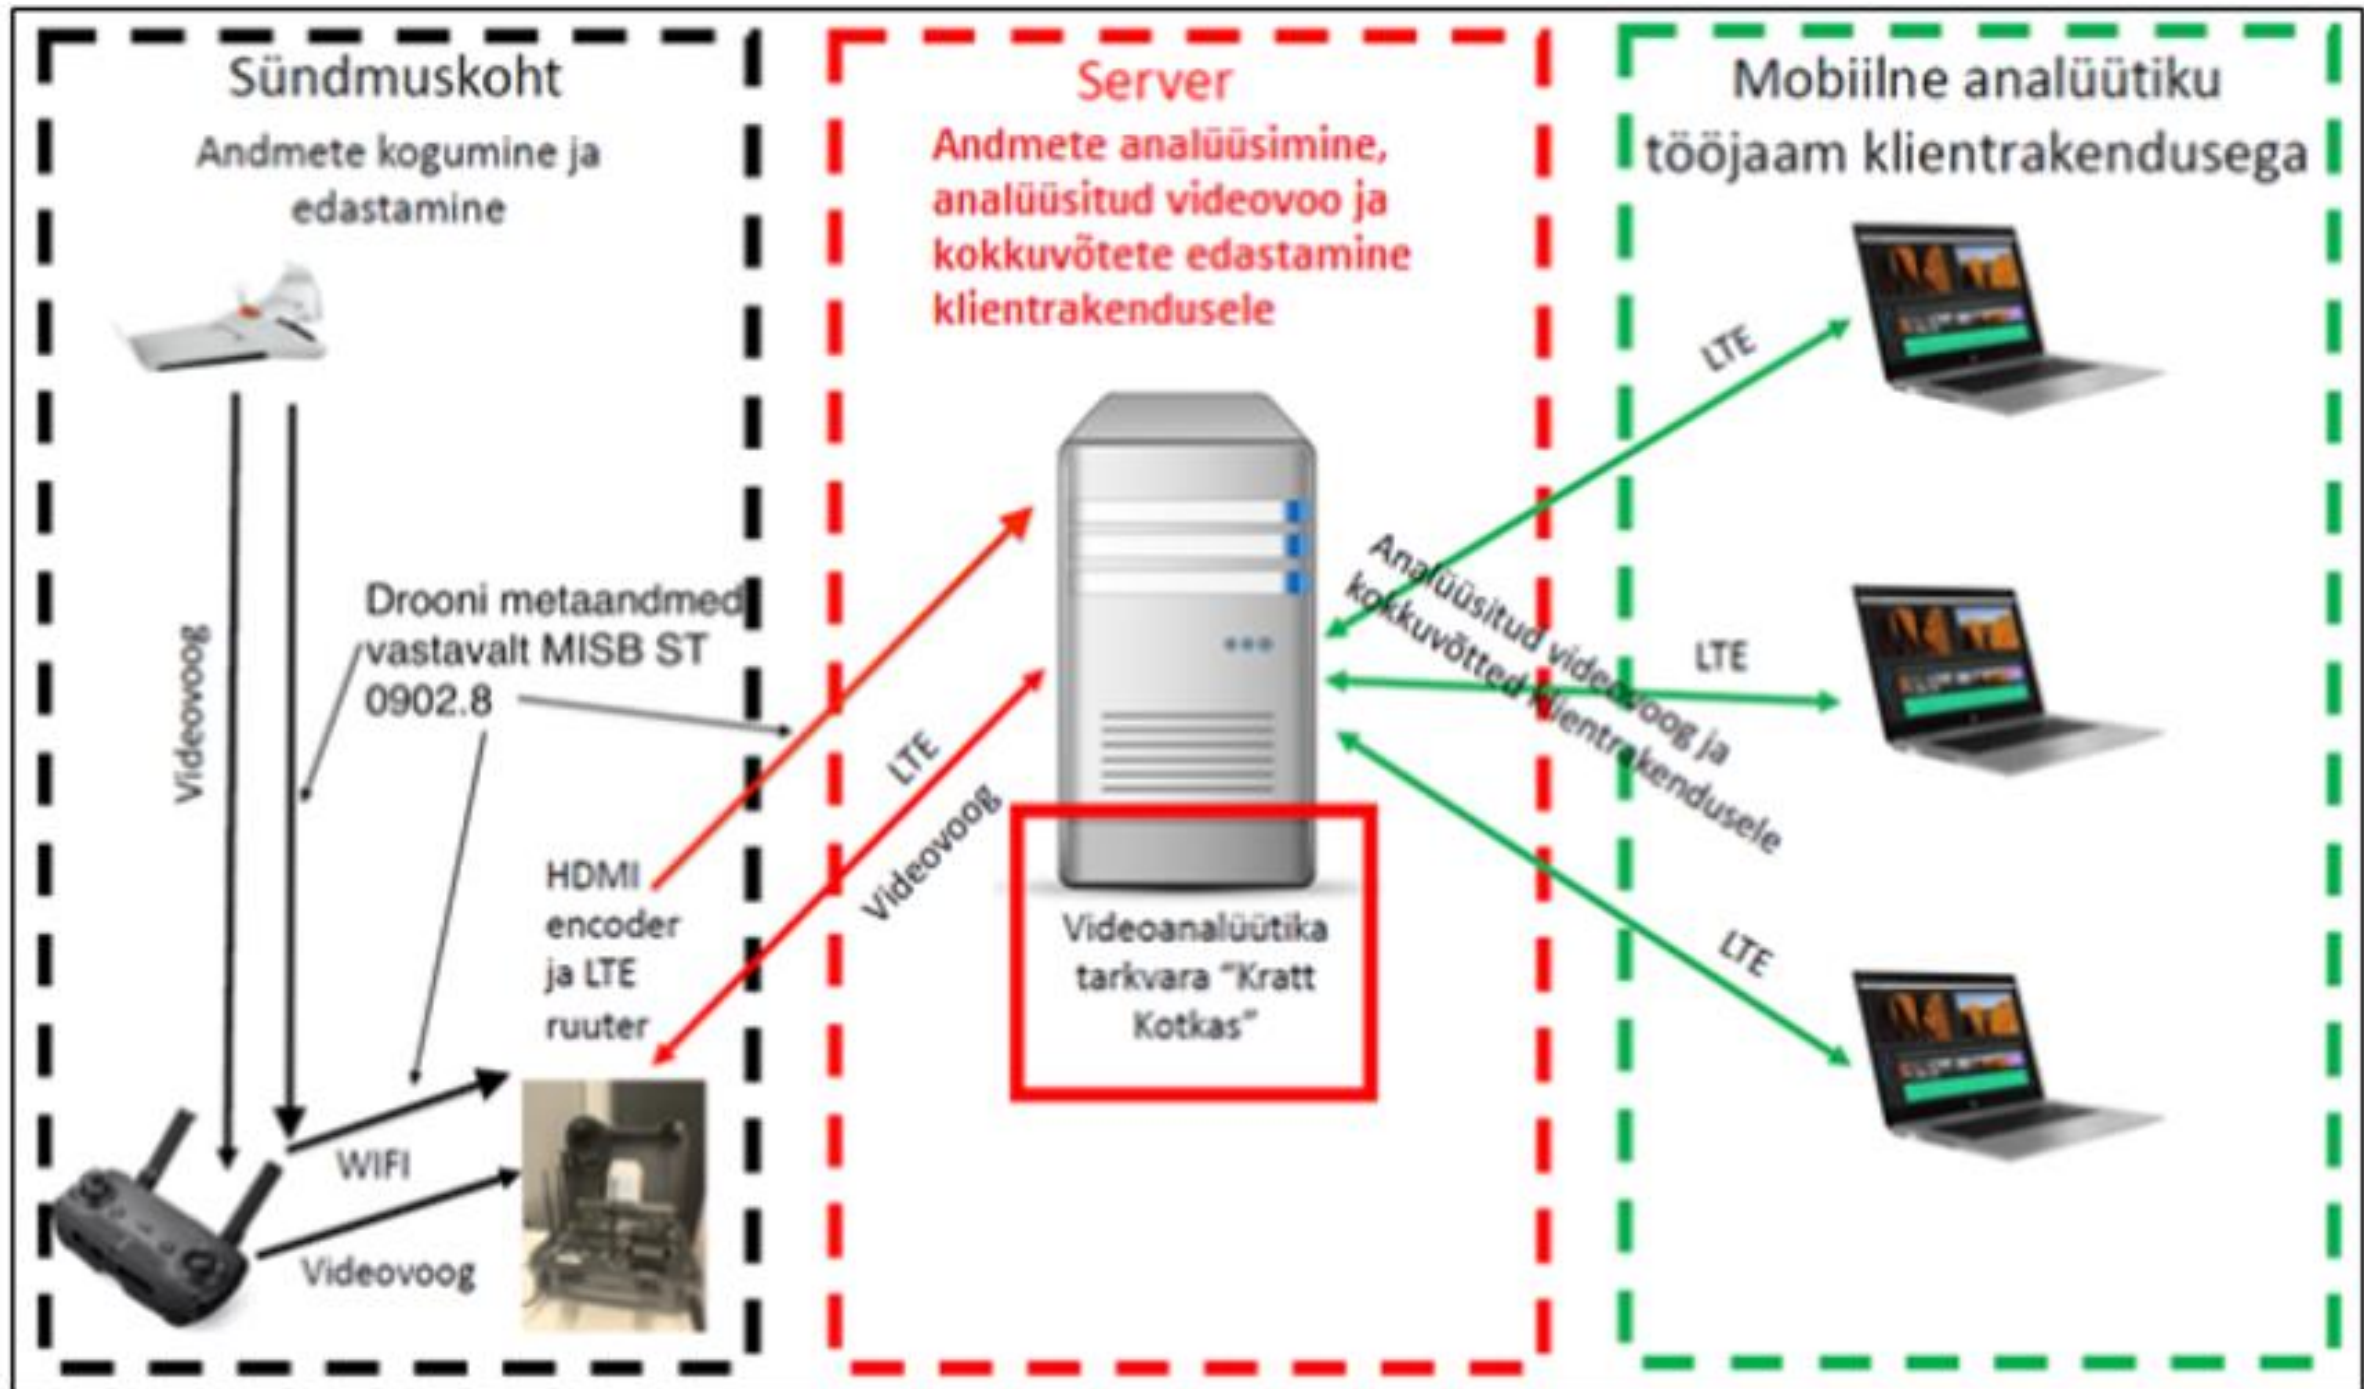 Sündmuskoht
Andmete kogumine ja
edastamine
Videovoog
Drooni metaandmed
vastavalt MISB ST
0902.8
HDMI
encoder
ja LTE
ruuter
WIFI
Videovoog
Server
Andmete analüüsimine,
analüüsitud videovoo ja
kokkuvõtete edastamine
klientrakendusele
LTE
Videovoog
Videoanalüütika
tarkvara "Kratt
Kotkas"
Analüüsitud videovoog ja
kokkuvõtted klientrakendusele
Mobiilne analüütiku
tööjaam klientrakendusega
LTE
LTE
LTE